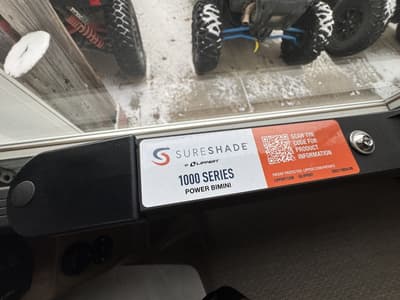 SURESHADE
BY LIPPERT
1000 SERIES
POWER BIMINI
SCAN THE
CODE FOR
PRODUCT
INFORMATION